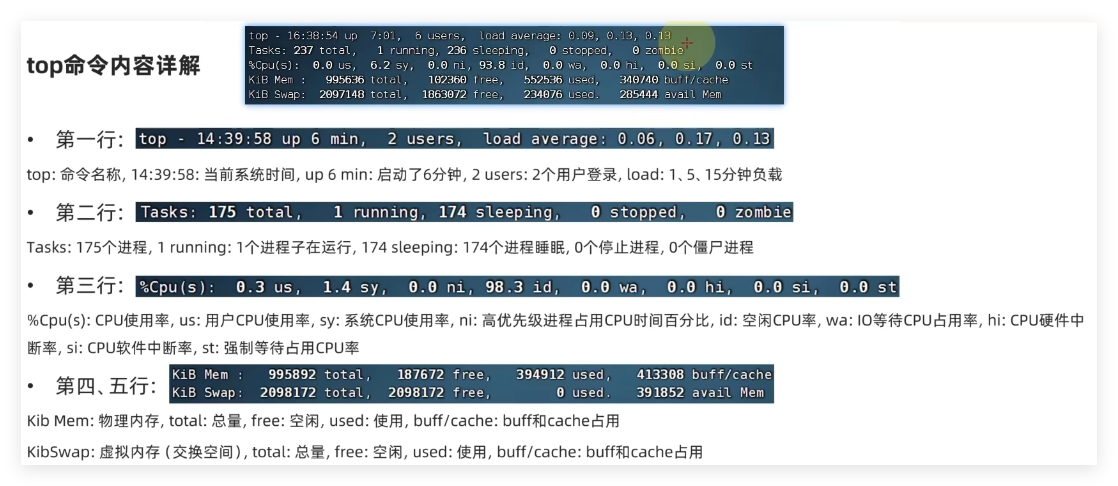 top命令内容详解
top - 16:38:54 up  7:01,  6 users,  load average: 0.09, 0.13, 0.13
Tasks: 237 total,   1 running, 236 sleeping,   0 stopped,   0 zombie
%Cpu(s):  0.0 us,  6.2 sy,  0.0 ni, 93.8 id,  0.0 wa,  0.0 hi,  0.0 si,  0.0 st
KiB Mem :   995636 total,   102360 free,   552536 used,   340740 buff/cache
KiB Swap:  2097148 total,  1863072 free,   234076 used.   285444 avail Mem
• 第一行: top - 14:39:58 up 6 min,  2 users,  load average: 0.06, 0.17, 0.13
top: 命令名称, 14:39:58: 当前系统时间, up 6 min: 启动了6分钟, 2 users: 2个用户登录, load: 1、5、15分钟负载
• 第二行: Tasks: 175 total,   1 running, 174 sleeping,   0 stopped,   0 zombie
Tasks: 175个进程, 1 running: 1个进程子在运行, 174 sleeping: 174个进程睡眠, 0个停止进程, 0个僵尸进程
• 第三行: %Cpu(s):  0.3 us,  1.4 sy,  0.0 ni, 98.3 id,  0.0 wa,  0.0 hi,  0.0 si,  0.0 st
%Cpu(s): CPU使用率, us: 用户CPU使用率, sy: 系统CPU使用率, ni: 高优先级进程占用CPU时间百分比, id: 空闲CPU率, wa: IO等待CPU占用率, hi: CPU硬件中
断率, si: CPU软件中断率, st: 强制等待占用CPU率
• 第四、五行: KiB Mem :   995892 total,   187672 free,   394912 used,   413308 buff/cache
KiB Swap:  2098172 total,  2098172 free,        0 used.   391852 avail Mem
Kib Mem: 物理内存, total: 总量, free: 空闲, used: 使用, buff/cache: buff和cache占用
KibSwap: 虚拟内存 (交换空间), total: 总量, free: 空闲, used: 使用, buff/cache: buff和cache占用